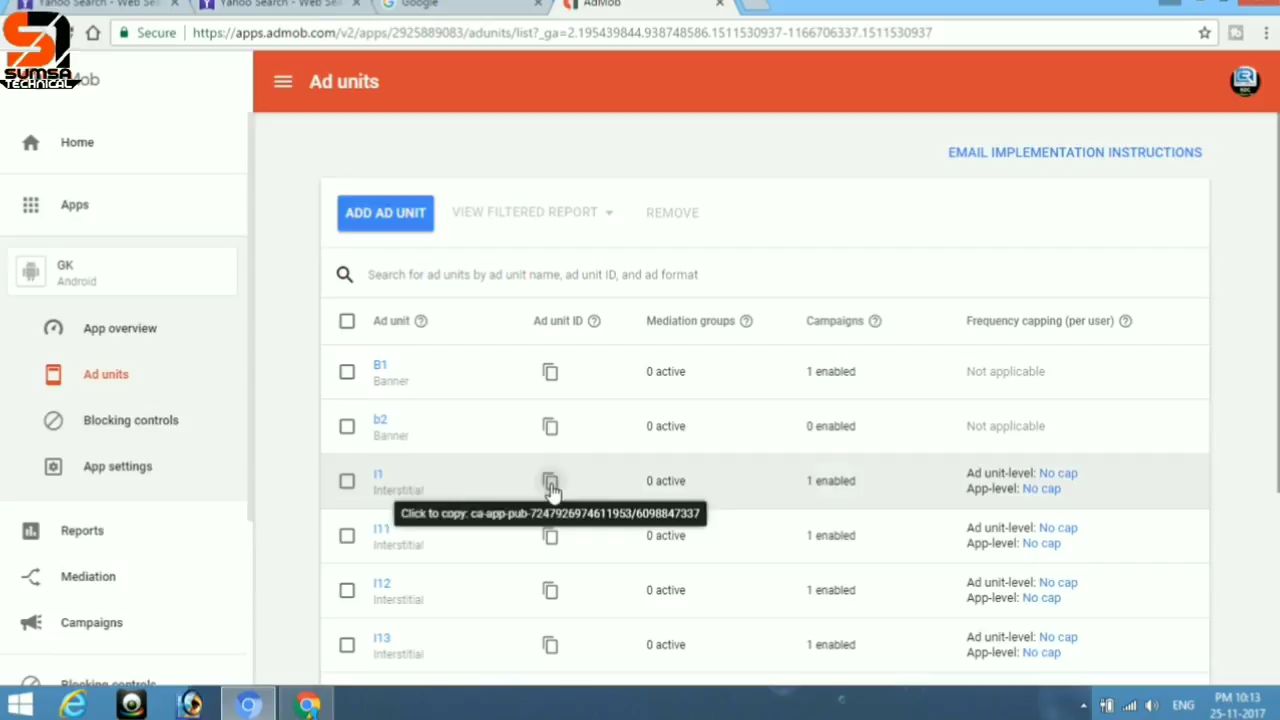 Yahoo Search - Web Se
Yahoo Search - Web Se
Google
AdMob
Secure
https://apps.admob.com/v2/apps/2925889083/adunits/list?_ga=2.195439844.938748586.1511530937-1166706337.1511530937
SUMSA
TECHNICAL
Ad units
Home
EMAIL IMPLEMENTATION INSTRUCTIONS
Apps
ADD AD UNIT
VIEW FILTERED REPORT
REMOVE
GK
Android
Search for ad units by ad unit name, ad unit ID, and ad format
App overview
Ad unit
Ad unit ID
Mediation groups
Campaigns
Frequency capping (per user)
Ad units
B1
Banner
0 active
1 enabled
Not applicable
Blocking controls
b2
Banner
0 active
0 enabled
Not applicable
App settings
I1
Interstitial
0 active
1 enabled
Ad unit-level: No cap
App-level: No cap
Click to copy: ca-app-pub-7247926974611953/6098847337
Reports
I11
Interstitial
0 active
1 enabled
Ad unit-level: No cap
App-level: No cap
Mediation
I12
Interstitial
0 active
1 enabled
Ad unit-level: No cap
App-level: No cap
Campaigns
I13
Interstitial
0 active
1 enabled
Ad unit-level: No cap
App-level: No cap
Blocking controls
ENG
PM 10:13
25-11-2017